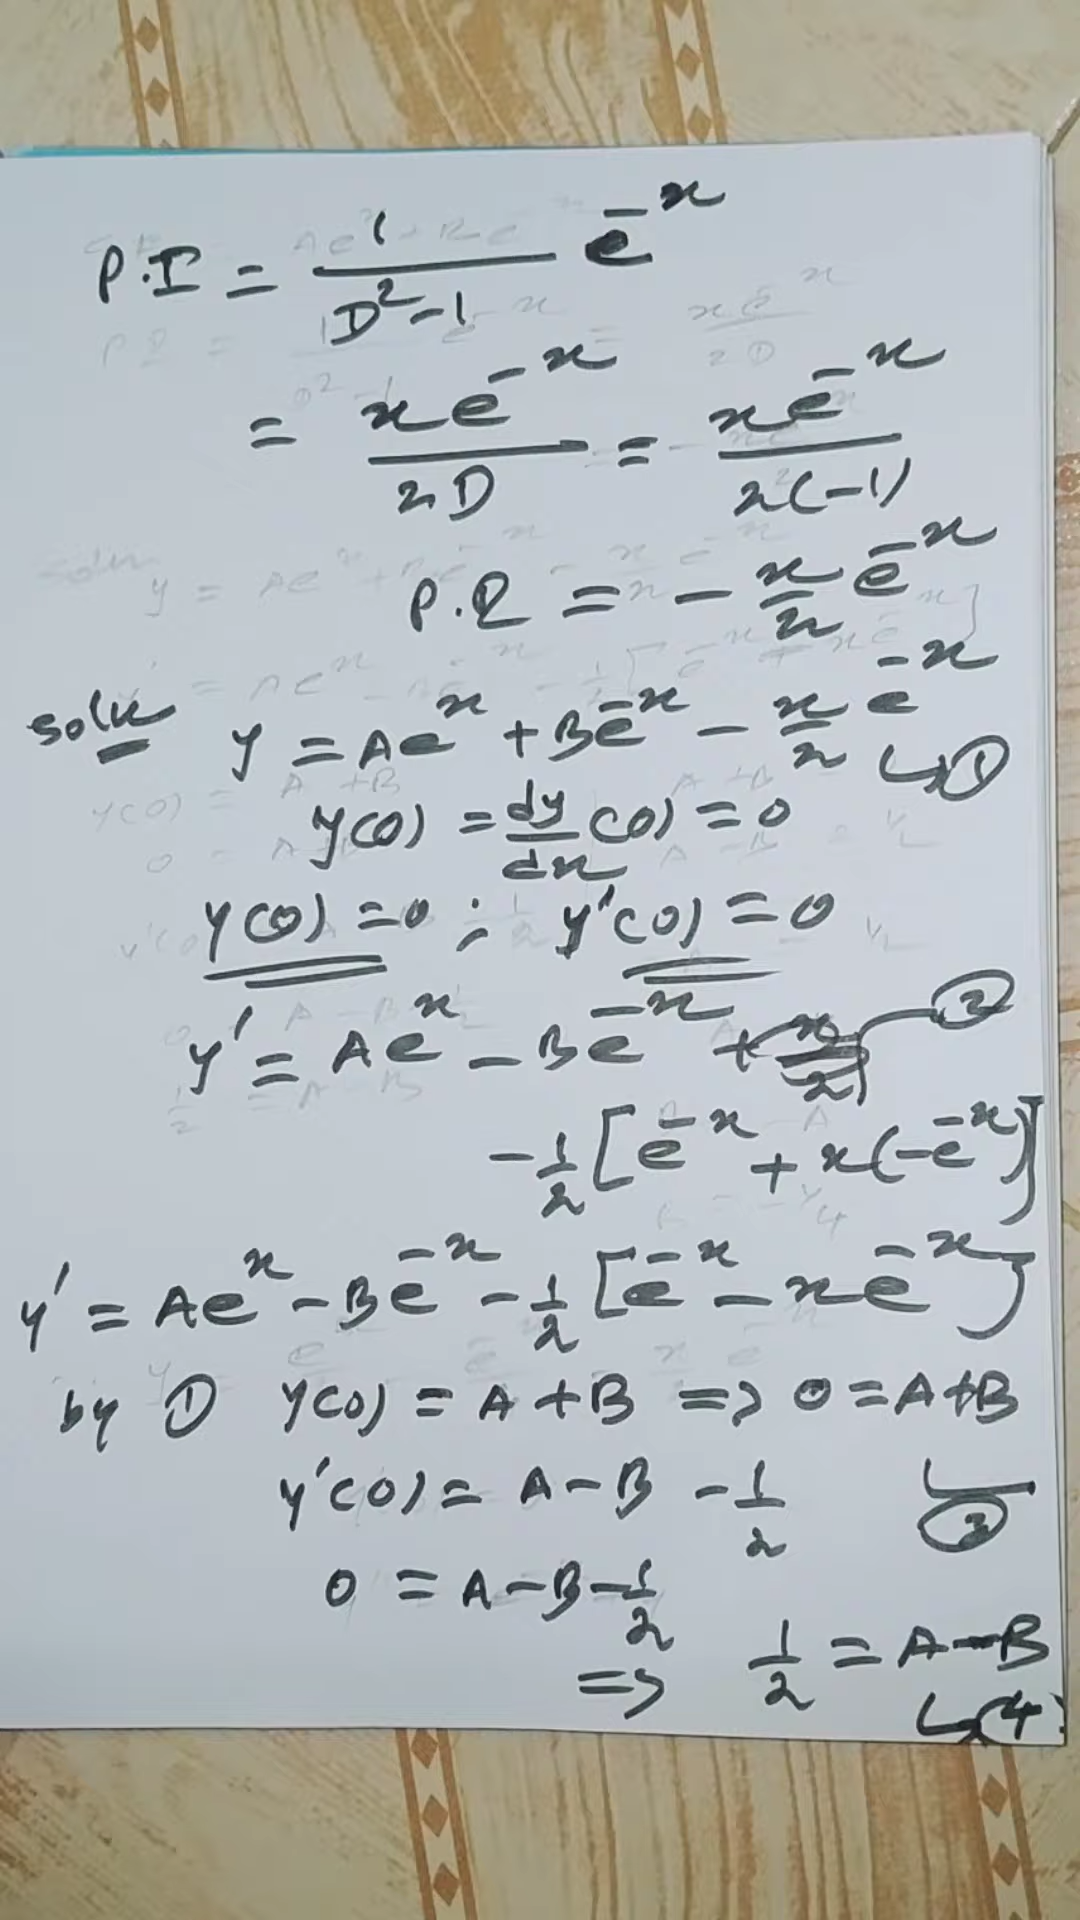 P.I = 1/(D² - 1) e^-x
= x e^-x / 2D = x e^-x / 2(-1)
P.I = - x/2 e^-x
soln y = Ae^x + Be^-x - x/2 e^-x ↳ ①
y(0) = dy/dx (0) = 0
y(0) = 0 ; y'(0) = 0
y' = Ae^x - Be^-x ②
- 1/2 [e^-x + x(-e^-x)]
y' = Ae^x - Be^-x - 1/2 [e^-x - xe^-x]
by ① y(0) = A + B => 0 = A + B
y'(0) = A - B - 1/2 ③
0 = A - B - 1/2
=> 1/2 = A - B
↳ (4)